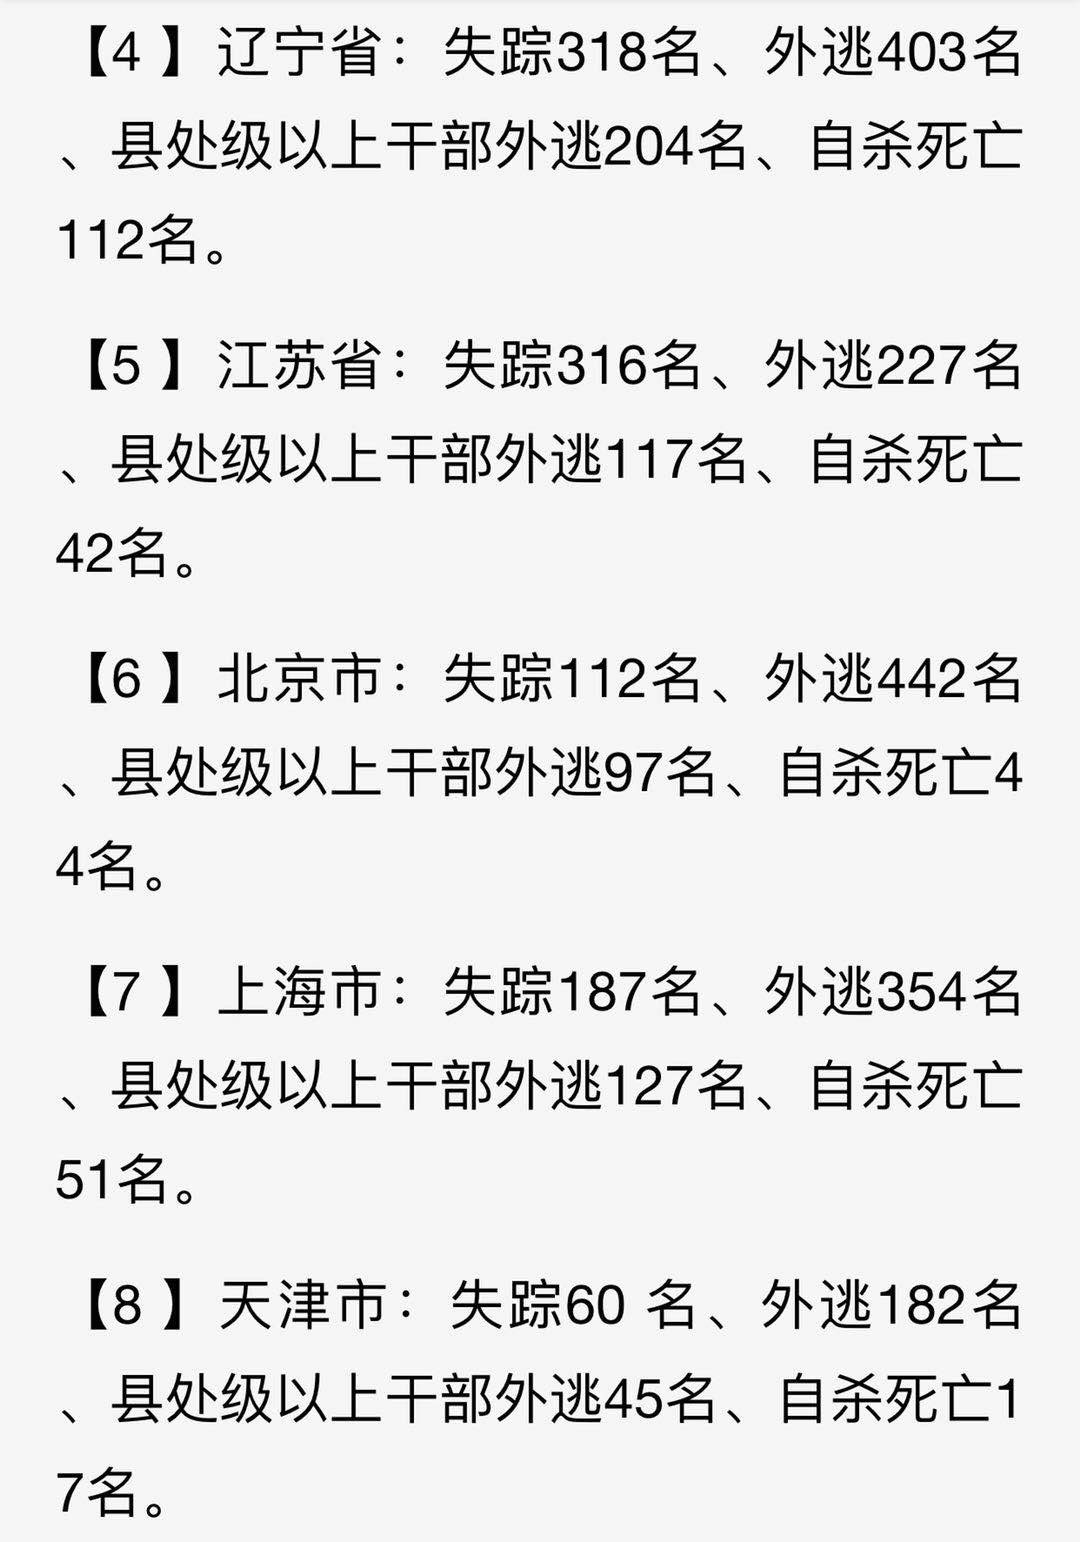 【4 】辽宁省：失踪318名、外逃403名
、县处级以上干部外逃204名、自杀死亡
112名。
【5 】江苏省：失踪316名、外逃227名
、县处级以上干部外逃117名、自杀死亡
42名。
【6 】北京市：失踪112名、外逃442名
、县处级以上干部外逃97名、自杀死亡4
4名。
【7 】上海市：失踪187名、外逃354名
、县处级以上干部外逃127名、自杀死亡
51名。
【8 】天津市：失踪60 名、外逃182名
、县处级以上干部外逃45名、自杀死亡1
7名。